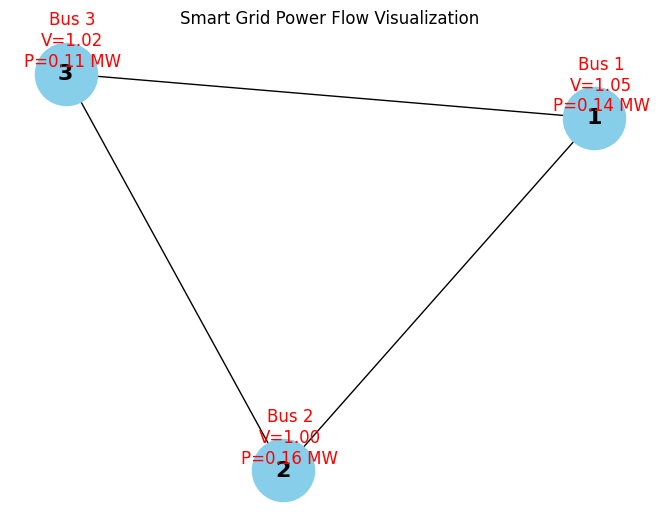 Smart Grid Power Flow Visualization
Bus 3
V=1.02
P=0.11 MW
3
Bus 1
V=1.05
P=0.14 MW
1
Bus 2
V=1.00
P=0.16 MW
2